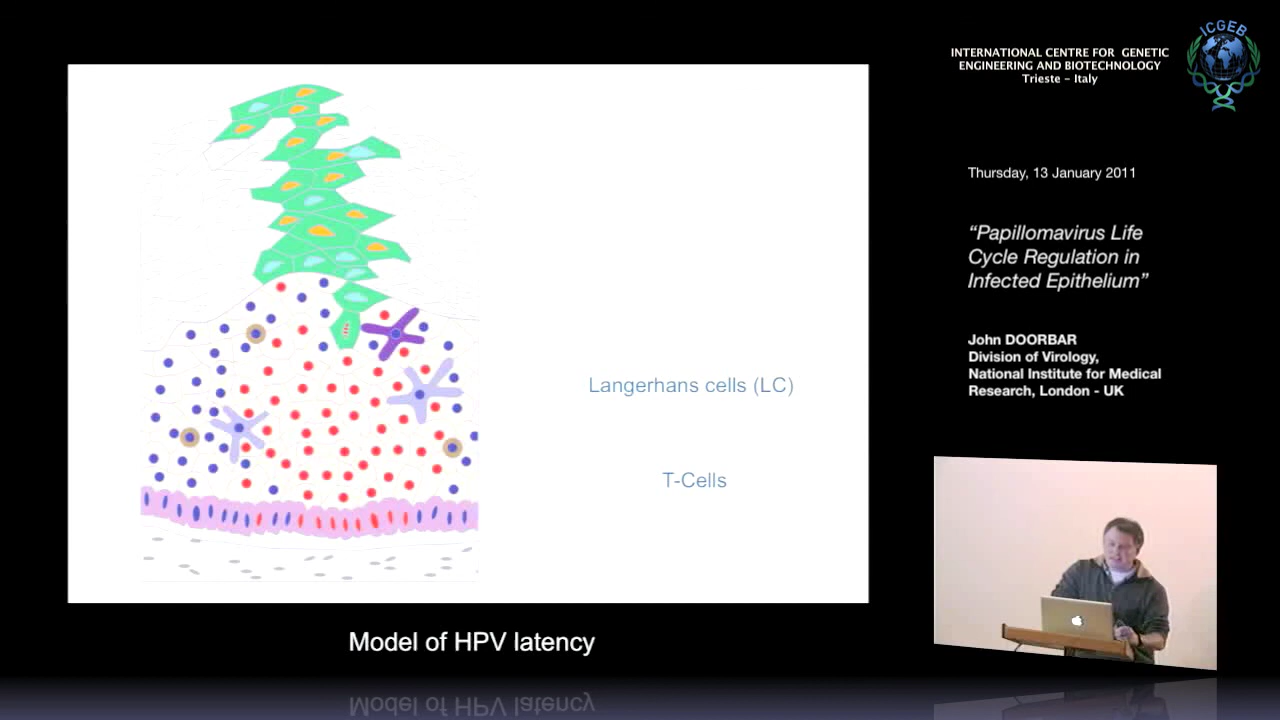 INTERNATIONAL CENTRE FOR GENETIC
ENGINEERING AND BIOTECHNOLOGY
Trieste – Italy
ICGEB
Thursday, 13 January 2011
“Papillomavirus Life
Cycle Regulation in
Infected Epithelium”
John DOORBAR
Division of Virology,
National Institute for Medical
Research, London - UK
Langerhans cells (LC)
T-Cells
Model of HPV latency